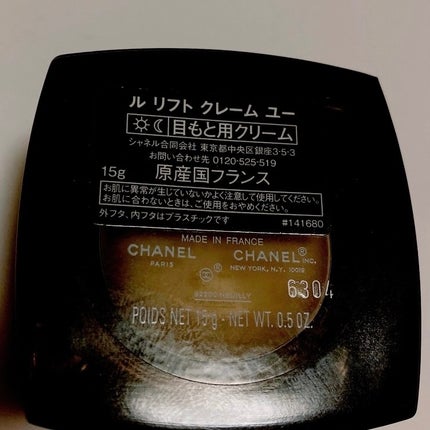 ル リフト クレーム ユー
目もと用クリーム
シャネル合同会社 東京都中央区銀座3-5-3
お問い合わせ先 0120-525-519
15g 原産国フランス
お肌に異常が生じていないかよく注意して使用してください。
お肌に合わないときは、ご使用をおやめください。
外フタ、内フタはプラスチックです #141680
MADE IN FRANCE
CHANEL CHANEL INC.
PARIS NEW YORK, N.Y. 10019
92200 NEUILLY
6304
POIDS NET 15 g - NET WT. 0.5 OZ.